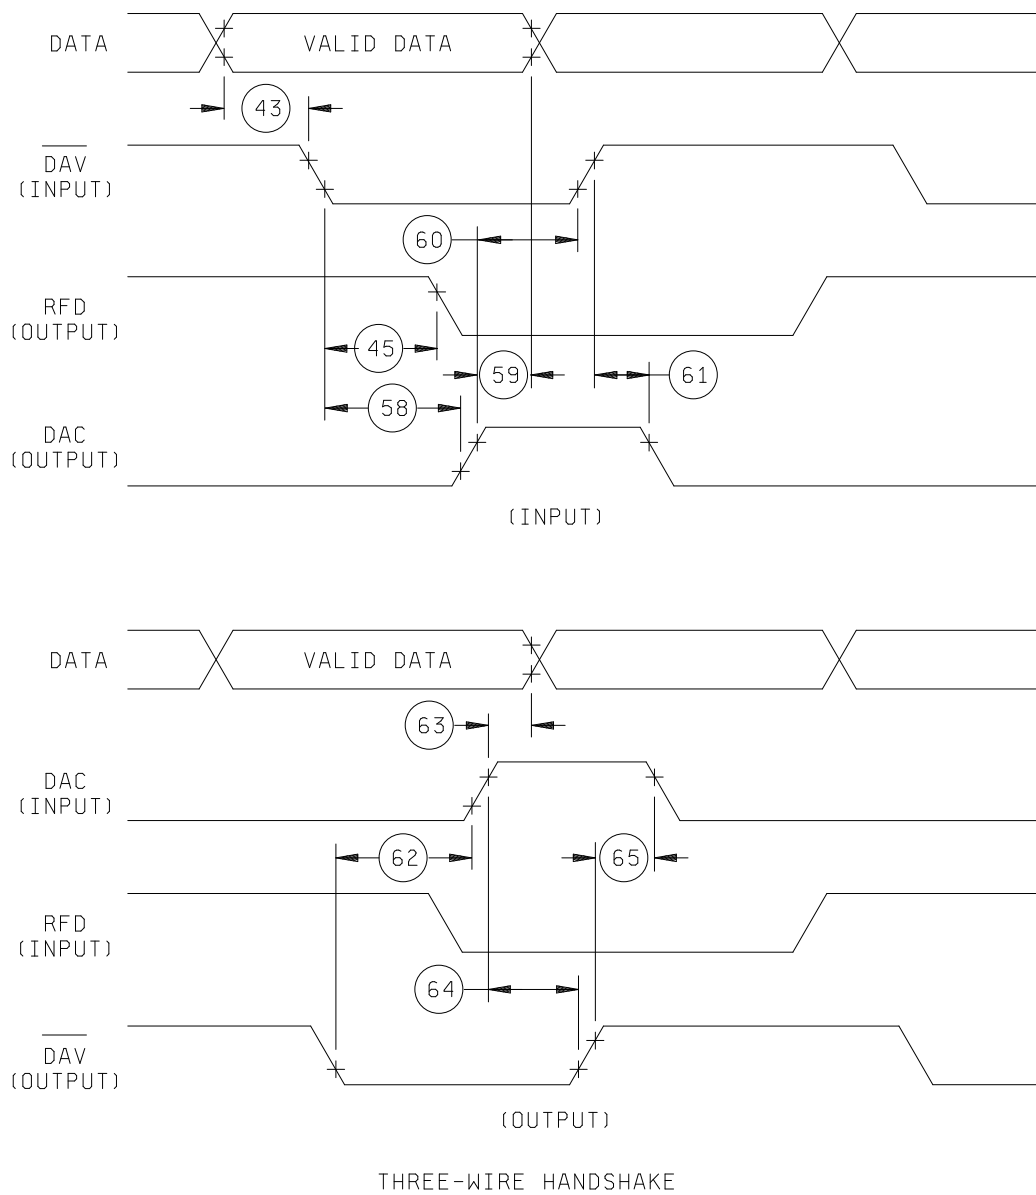 DATA
VALID DATA
43
DAV
(INPUT)
60
RFD
(OUTPUT)
45
59
61
58
DAC
(OUTPUT)
(INPUT)
DATA
VALID DATA
63
DAC
(INPUT)
62
65
RFD
(INPUT)
64
DAV
(OUTPUT)
(OUTPUT)
THREE-WIRE HANDSHAKE